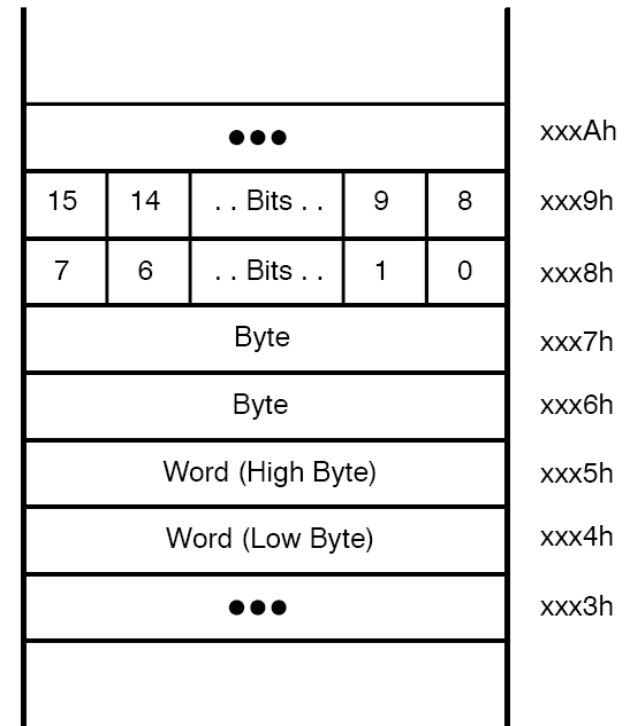 ●●● xxxAh
15 14 . . Bits . . 9 8 xxx9h
7 6 . . Bits . . 1 0 xxx8h
Byte xxx7h
Byte xxx6h
Word (High Byte) xxx5h
Word (Low Byte) xxx4h
●●● xxx3h